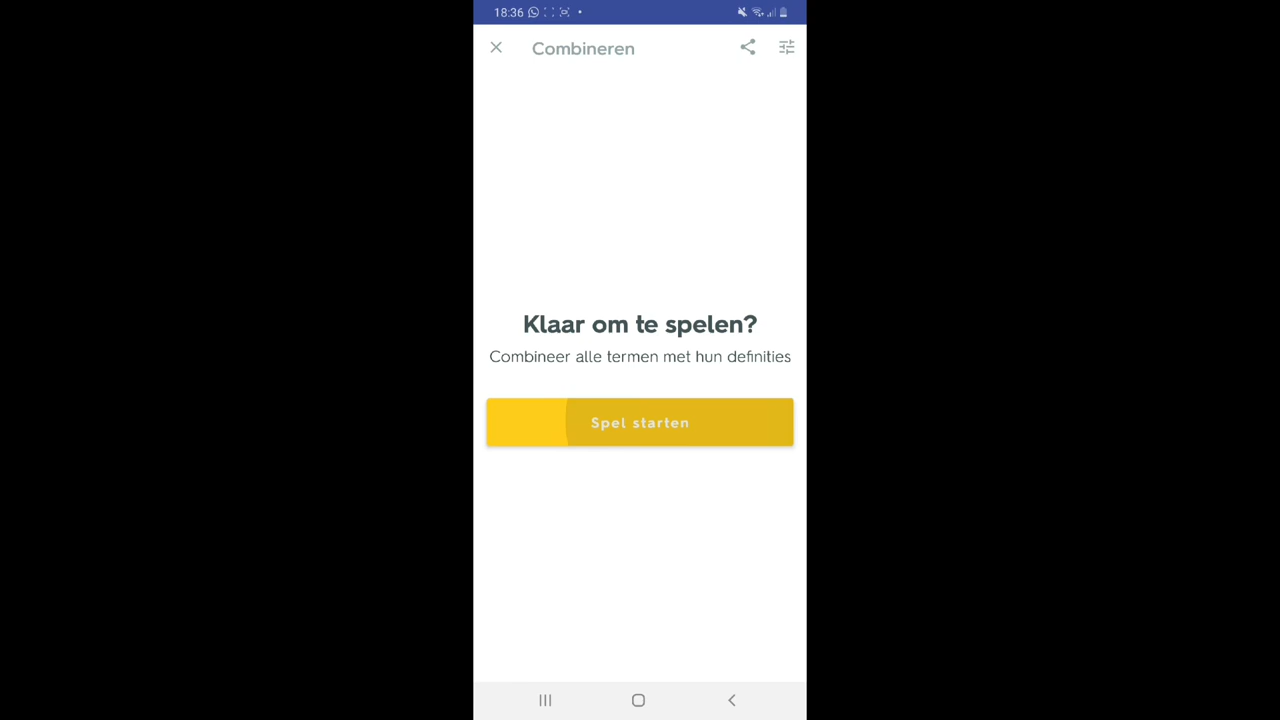 18:36
Combineren
Klaar om te spelen?
Combineer alle termen met hun definities
Spel starten